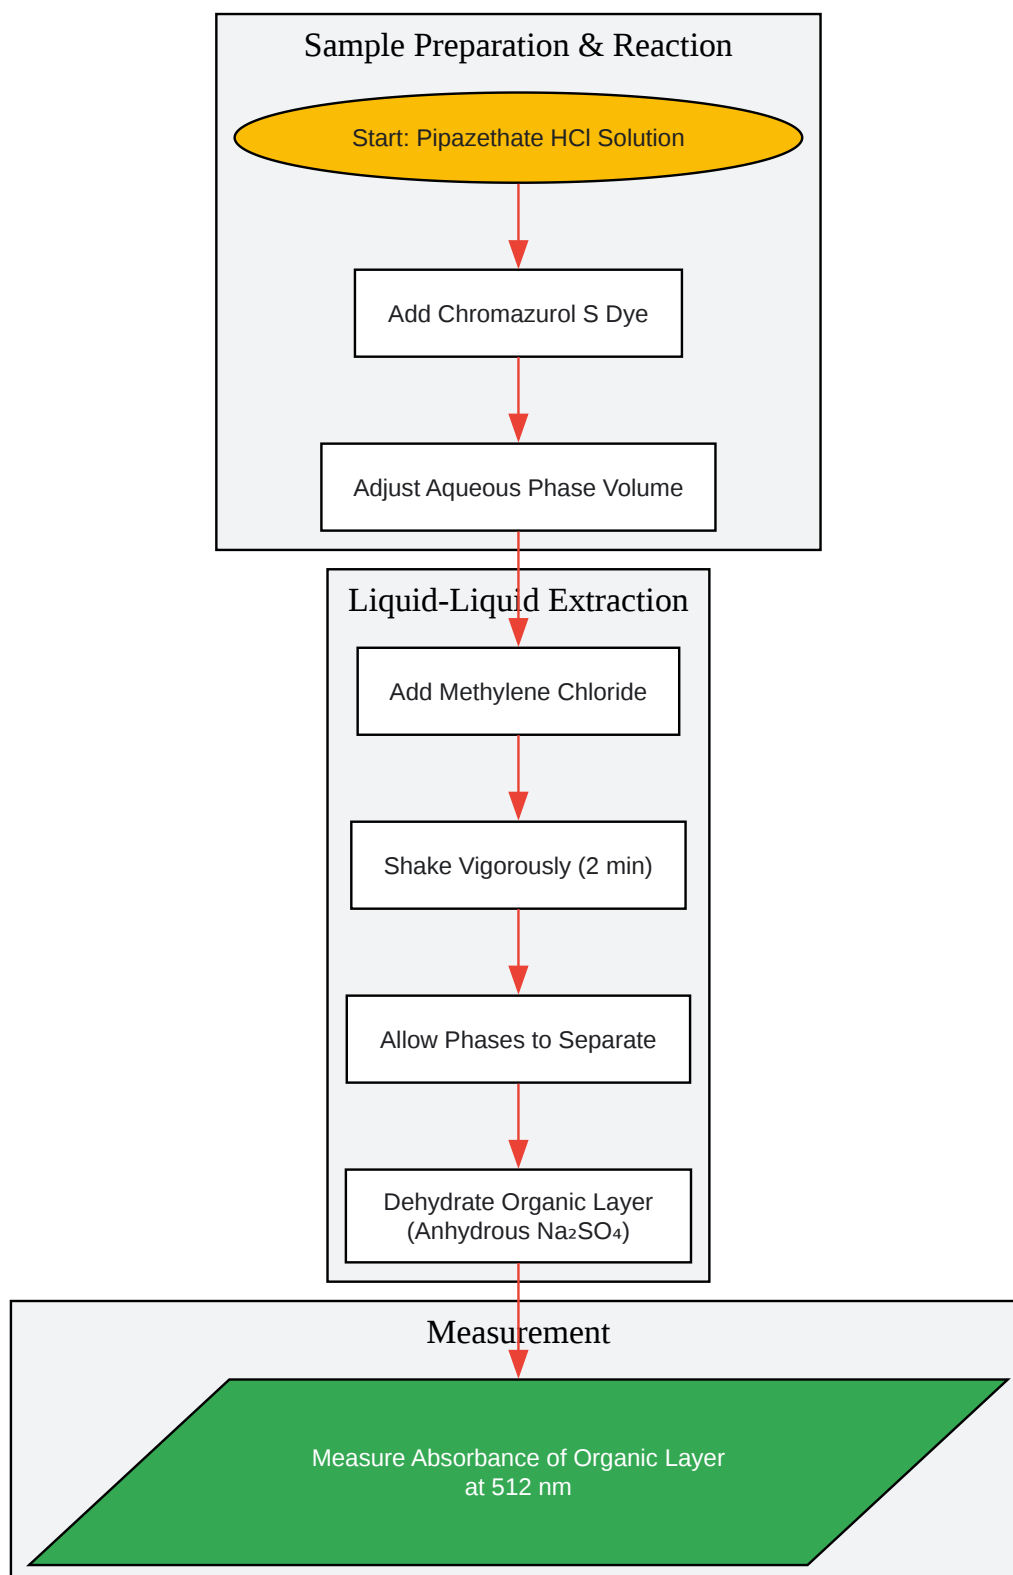 Sample Preparation & Reaction
Start: Pipazethate HCl Solution
Add Chromazurol S Dye
Adjust Aqueous Phase Volume
Liquid-Liquid Extraction
Add Methylene Chloride
Shake Vigorously (2 min)
Allow Phases to Separate
Dehydrate Organic Layer
(Anhydrous Na₂SO₄)
Measurement
Measure Absorbance of Organic Layer
at 512 nm